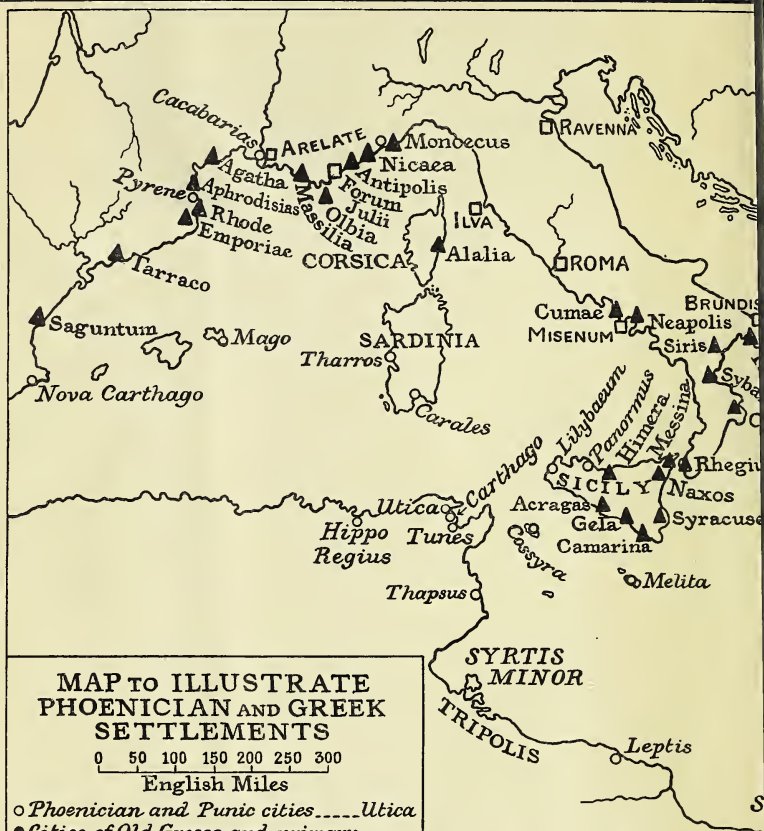 Cacabarias
ARELATE
Monoecus
RAVENNA
Agatha
Nicaea
Antipolis
Pyrene
Aphrodisias
Massilia
Forum
Julii
Rhode
Olbia
ILVA
Emporiae
CORSICA
Alalia
ROMA
Tarraco
Cumae
Neapolis
BRUNDIS
Saguntum
Mago
SARDINIA
MISENUM
Siris
Tharros
Syba
Nova Carthago
Carales
Lilybaeum
Panormus
Himera
Messina
C
Carthago
Rhegiu
SICILY
Naxos
Utica
Acragas
Hippo
Regius
Tunes
Gela
Syracuse
Cossyra
Camarina
Thapsus
Melita
SYRTIS
MINOR
TRIPOLIS
Leptis
S
MAP TO ILLUSTRATE
PHOENICIAN AND GREEK
SETTLEMENTS
0 50 100 150 200 250 300
English Miles
Phoenician and Punic cities.....Utica